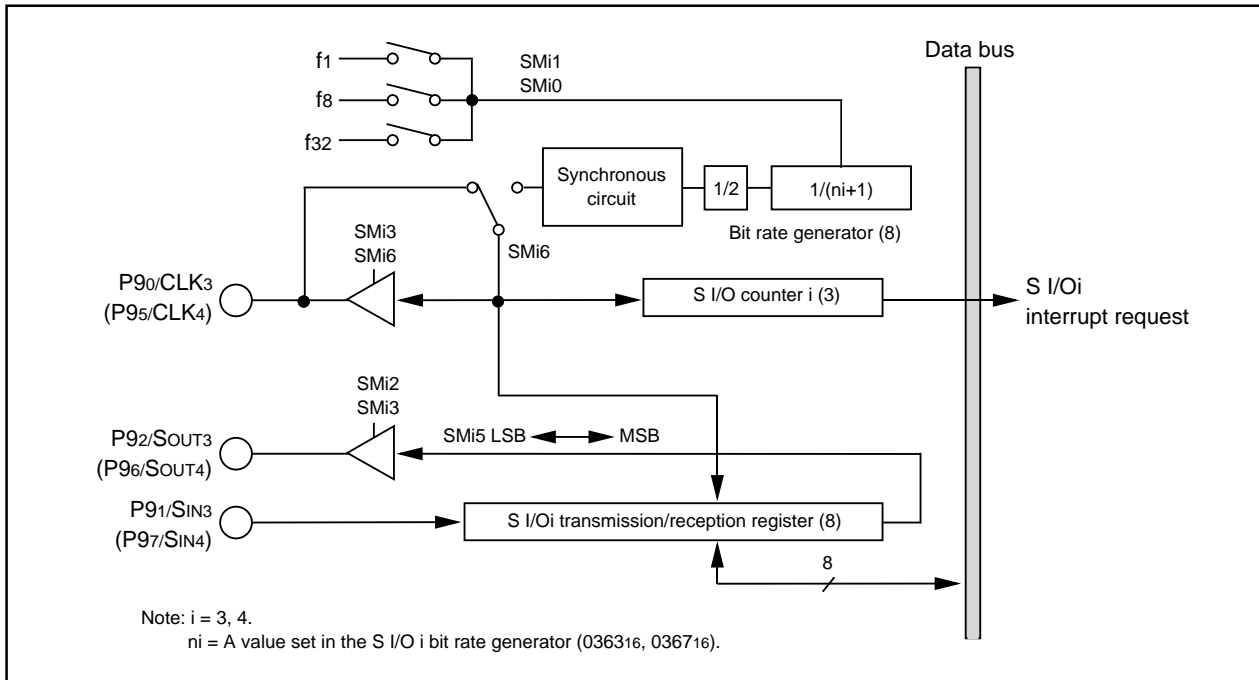 Data bus
f1
SMi1
SMi0
f8
f32
Synchronous
circuit
1/2
1/(ni+1)
Bit rate generator (8)
SMi3
SMi6
SMi6
P90/CLK3
(P95/CLK4)
S I/O counter i (3)
S I/Oi
interrupt request
SMi2
SMi3
SMi5 LSB
MSB
P92/SOUT3
(P96/SOUT4)
P91/SIN3
(P97/SIN4)
S I/Oi transmission/reception register (8)
8
Note: i = 3, 4.
ni = A value set in the S I/O i bit rate generator (036316, 036716).